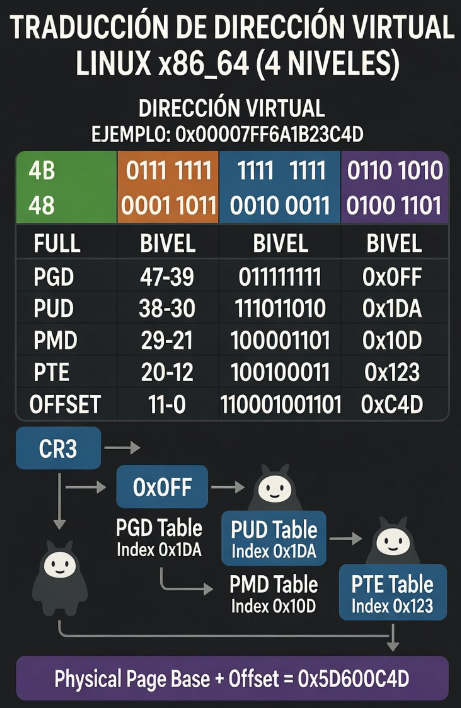 TRADUCCIÓN DE DIRECCIÓN VIRTUAL
LINUX x86_64 (4 NIVELES)
DIRECCIÓN VIRTUAL
EJEMPLO: 0x00007FF6A1B23C4D
4B 0111 1111 1111 1111 0110 1010
48 0001 1011 0010 0011 0100 1101
FULL BIVEL BIVEL BIVEL
PGD 47-39 011111111 0x0FF
PUD 38-30 111011010 0x1DA
PMD 29-21 100001101 0x10D
PTE 20-12 100100011 0x123
OFFSET 11-0 110001001101 0xC4D
CR3
0x0FF
PGD Table
Index 0x1DA
PUD Table
Index 0x1DA
PMD Table
Index 0x10D
PTE Table
Index 0x123
Physical Page Base + Offset = 0x5D600C4D